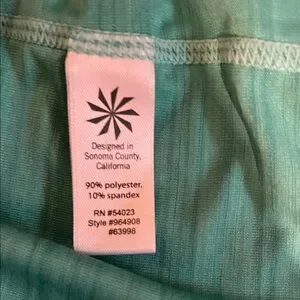 Designed in
Sonoma County,
California
90% polyester,
10% spandex
RN #54023
Style #964908
#63998